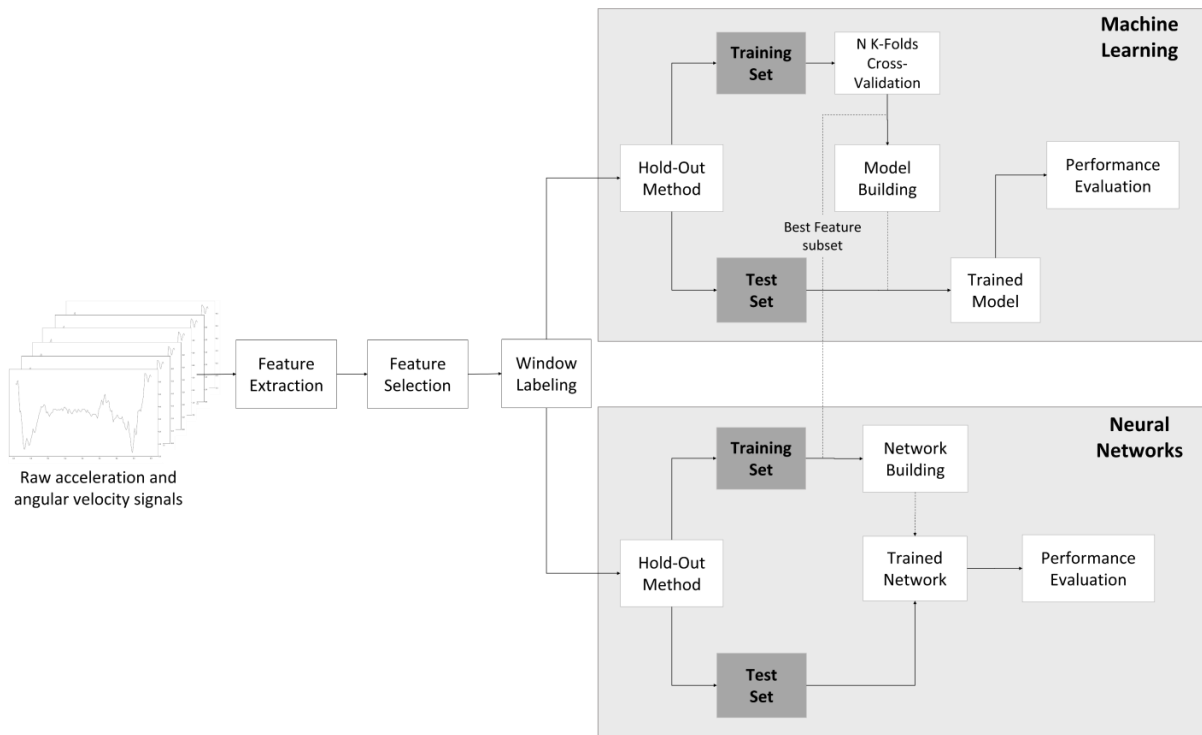 Raw acceleration and
angular velocity signals
Feature
Extraction
Feature
Selection
Window
Labeling
Machine
Learning
Hold-Out
Method
Training
Set
N K-Folds
Cross-
Validation
Model
Building
Best Feature
subset
Test
Set
Trained
Model
Performance
Evaluation
Neural
Networks
Hold-Out
Method
Training
Set
Network
Building
Trained
Network
Performance
Evaluation
Test
Set